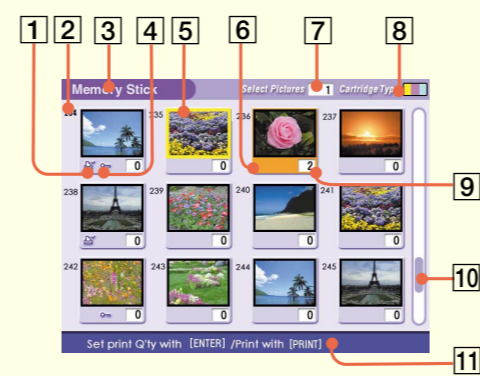 1 2 3 4 5 6 7 8
Memory Stick Select Pictures 1 Cartridge Type
234 235 236 237
0 0 2 0
9
238 239 240 241
0 0 0 0
10
242 243 244 245
0 0 0 0
Set print Q'ty with [ENTER] /Print with [PRINT]
11